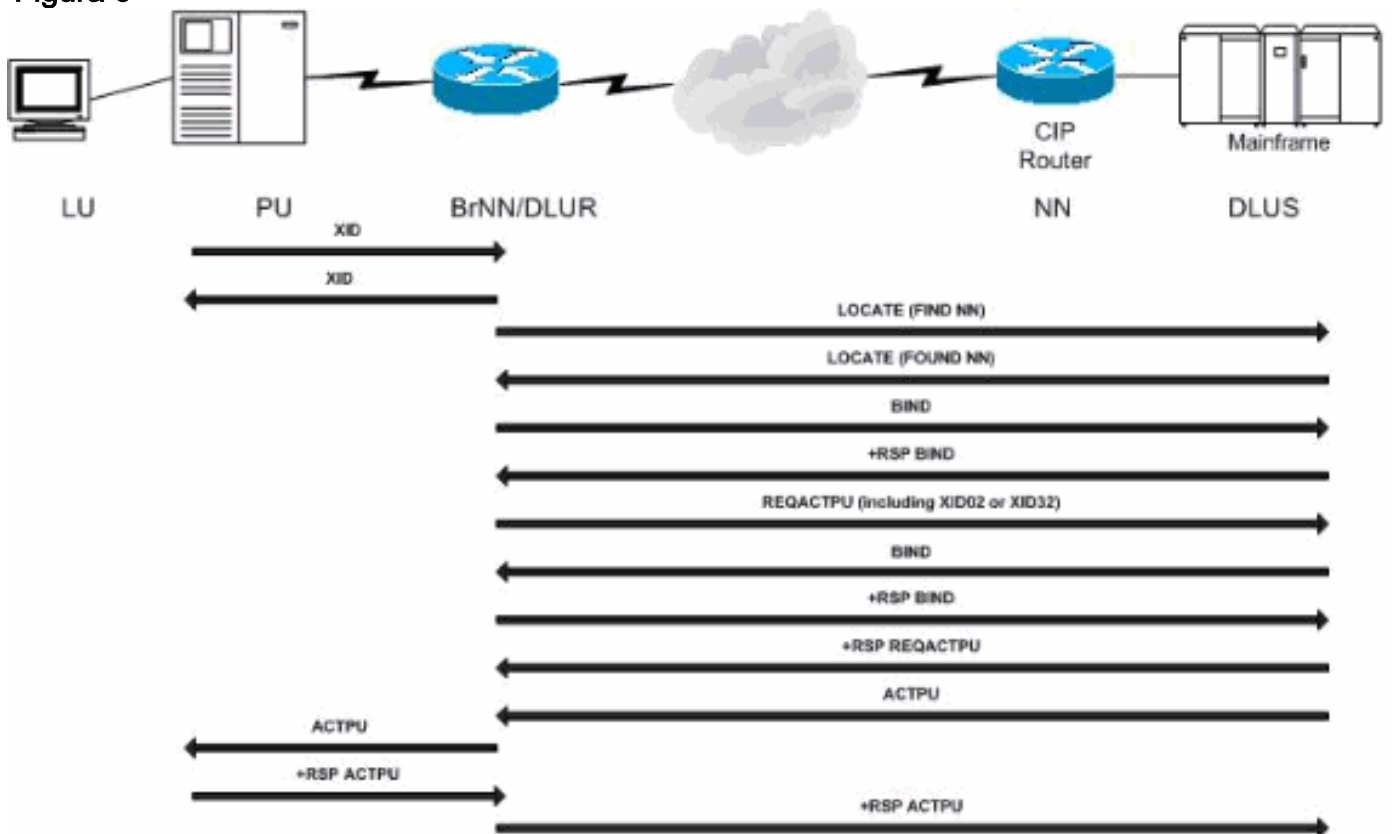 CIP
Router
Mainframe
LU PU BrNN/DLUR NN DLUS
XID
XID
LOCATE (FIND NN)
LOCATE (FOUND NN)
BIND
+RSP BIND
REQACTPU (including XID02 or XID32)
BIND
+RSP BIND
+RSP REQACTPU
ACTPU
ACTPU
+RSP ACTPU
+RSP ACTPU